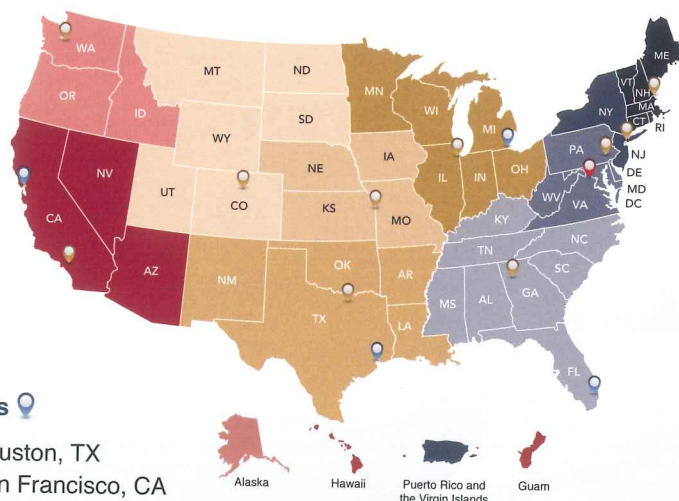 WA
ME
MT
ND
VT
NH
MN
OR
MA
ID
WI
NY
CT
RI
SD
MI
WY
PA
NJ
IA
NE
OH
NV
DE
IL
IN
MD
UT
WV
VA
DC
CO
CA
KS
MO
KY
NC
TN
OK
AZ
NM
AR
SC
MS
AL
GA
TX
LA
FL
s
uston, TX
n Francisco, CA
Alaska
Hawaii
Puerto Rico and
the Virgin Islands
Guam